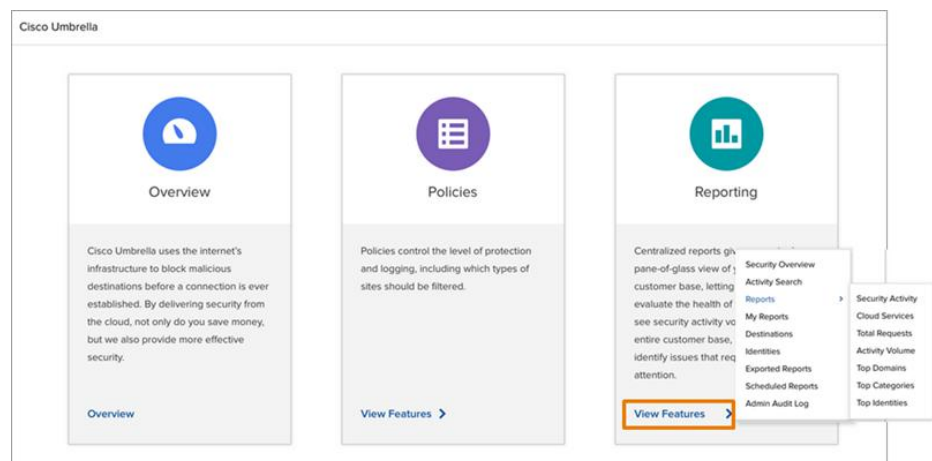 Cisco Umbrella
Overview
Cisco Umbrella uses the internet's
infrastructure to block malicious
destinations before a connection is ever
established. By delivering security from
the cloud, not only do you save money,
but we also provide more effective
security.
Overview
Policies
Policies control the level of protection
and logging, including which types of
sites should be filtered.
View Features
Reporting
Centralized reports
pane-of-glass view of
customer base, letting
evaluate the health of
see security activity
entire customer base,
identify issues that
attention.
View Features
Security Overview
Activity Search
Reports
My Reports
Destinations
Identities
Exported Reports
Scheduled Reports
Admin Audit Log
Security Activity
Cloud Services
Total Requests
Activity Volume
Top Domains
Top Categories
Top Identities